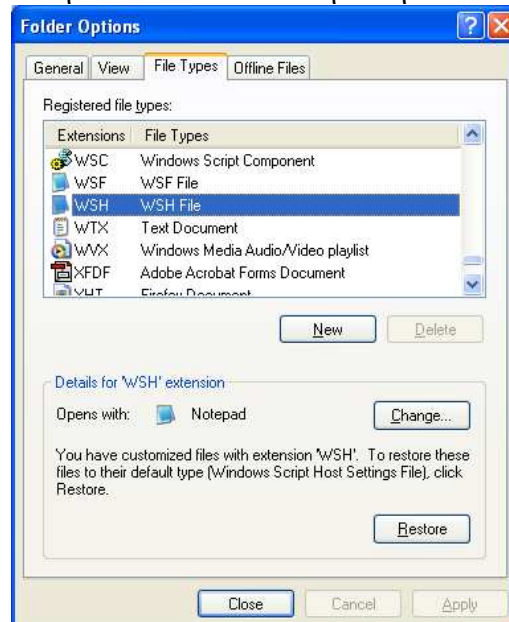 Folder Options
General View File Types Offline Files
Registered file types:
Extensions File Types
WSC Windows Script Component
WSF WSF File
WSH WSH File
WTX Text Document
WVX Windows Media Audio/Video playlist
XFDF Adobe Acrobat Forms Document
XHT Firefox Document
New Delete
Details for 'WSH' extension
Opens with: Notepad Change...
You have customized files with extension 'WSH'. To restore these
files to their default type (Windows Script Host Settings File), click
Restore.
Restore
Close Cancel Apply